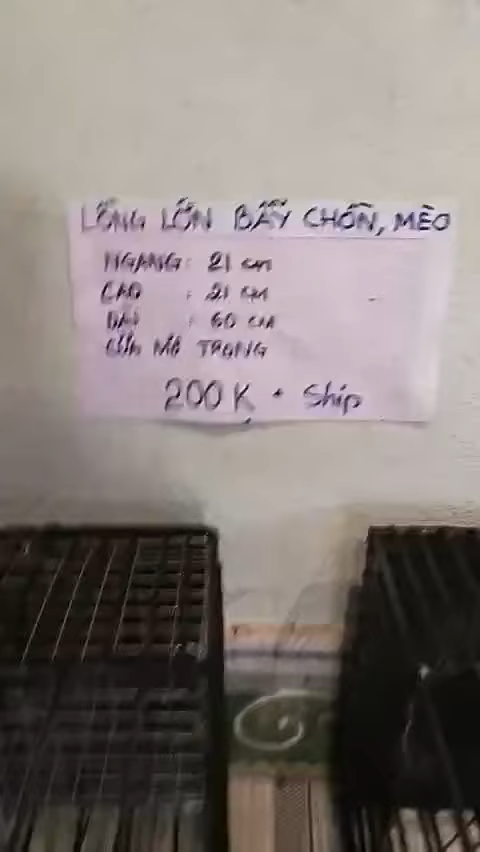 LỒNG LỚN BẪY CHỒN, MÈO
NGANG: 21 cm
CAO : 21 cm
DÀI : 60 cm
CỬA MỞ TRONG
200 K + Ship